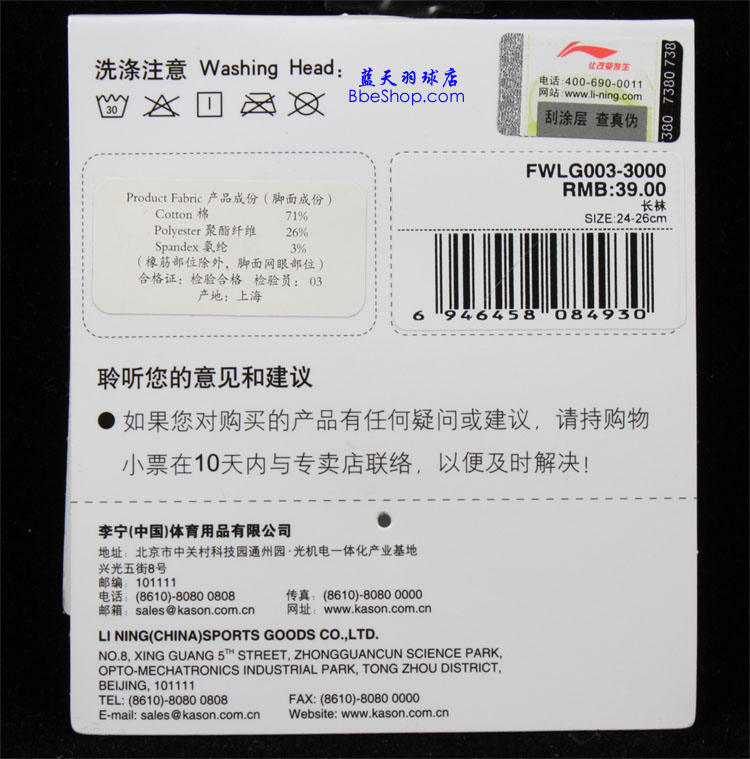 洗涤注意 Washing Head:
30
蓝天羽球店
BbeShop.com
LI-NING
让改变发生
电话:400-690-0011
网站:www.li-ning.com
刮涂层 查真伪
380 7380 738
Product Fabric 产品成份(脚面成份)
Cotton 棉 71%
Polyester 聚酯纤维 26%
Spandex 氨纶 3%
(橡筋部位除外,脚面网眼部位)
合格证:检验合格 检验员:03
产地:上海
FWLG003-3000
RMB:39.00
长袜
SIZE:24-26cm
6 946458 084930
聆听您的意见和建议
● 如果您对购买的产品有任何疑问或建议,请持购物
小票在10天内与专卖店联络,以便及时解决!
李宁(中国)体育用品有限公司
地址:北京市中关村科技园通州园·光机电一体化产业基地
兴光五街8号
邮编:101111
电话:(8610)-8080 0808 传真:(8610)-8080 0000
邮箱:sales@kason.com.cn 网址:www.kason.com.cn
LI NING(CHINA)SPORTS GOODS CO.,LTD.
NO.8, XING GUANG 5TH STREET, ZHONGGUANCUN SCIENCE PARK,
OPTO-MECHATRONICS INDUSTRIAL PARK, TONG ZHOU DISTRICT,
BEIJING, 101111
TEL: (8610)-8080 0808 FAX: (8610)-8080 0000
E-mail: sales@kason.com.cn Website: www.kason.com.cn